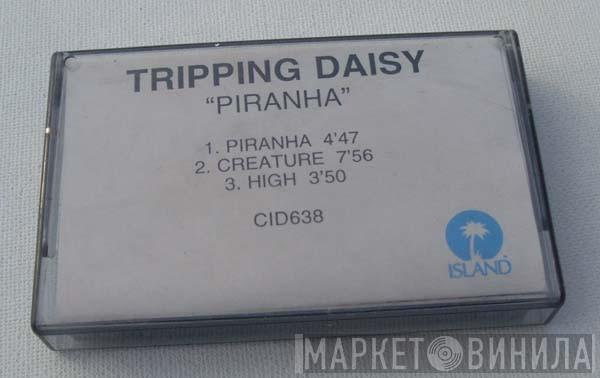 TRIPPING DAISY
“PIRANHA”
1. PIRANHA 4'47
2. CREATURE 7'56
3. HIGH 3'50
CID638
ISLAND
МАРКЕТ ВИНИЛА